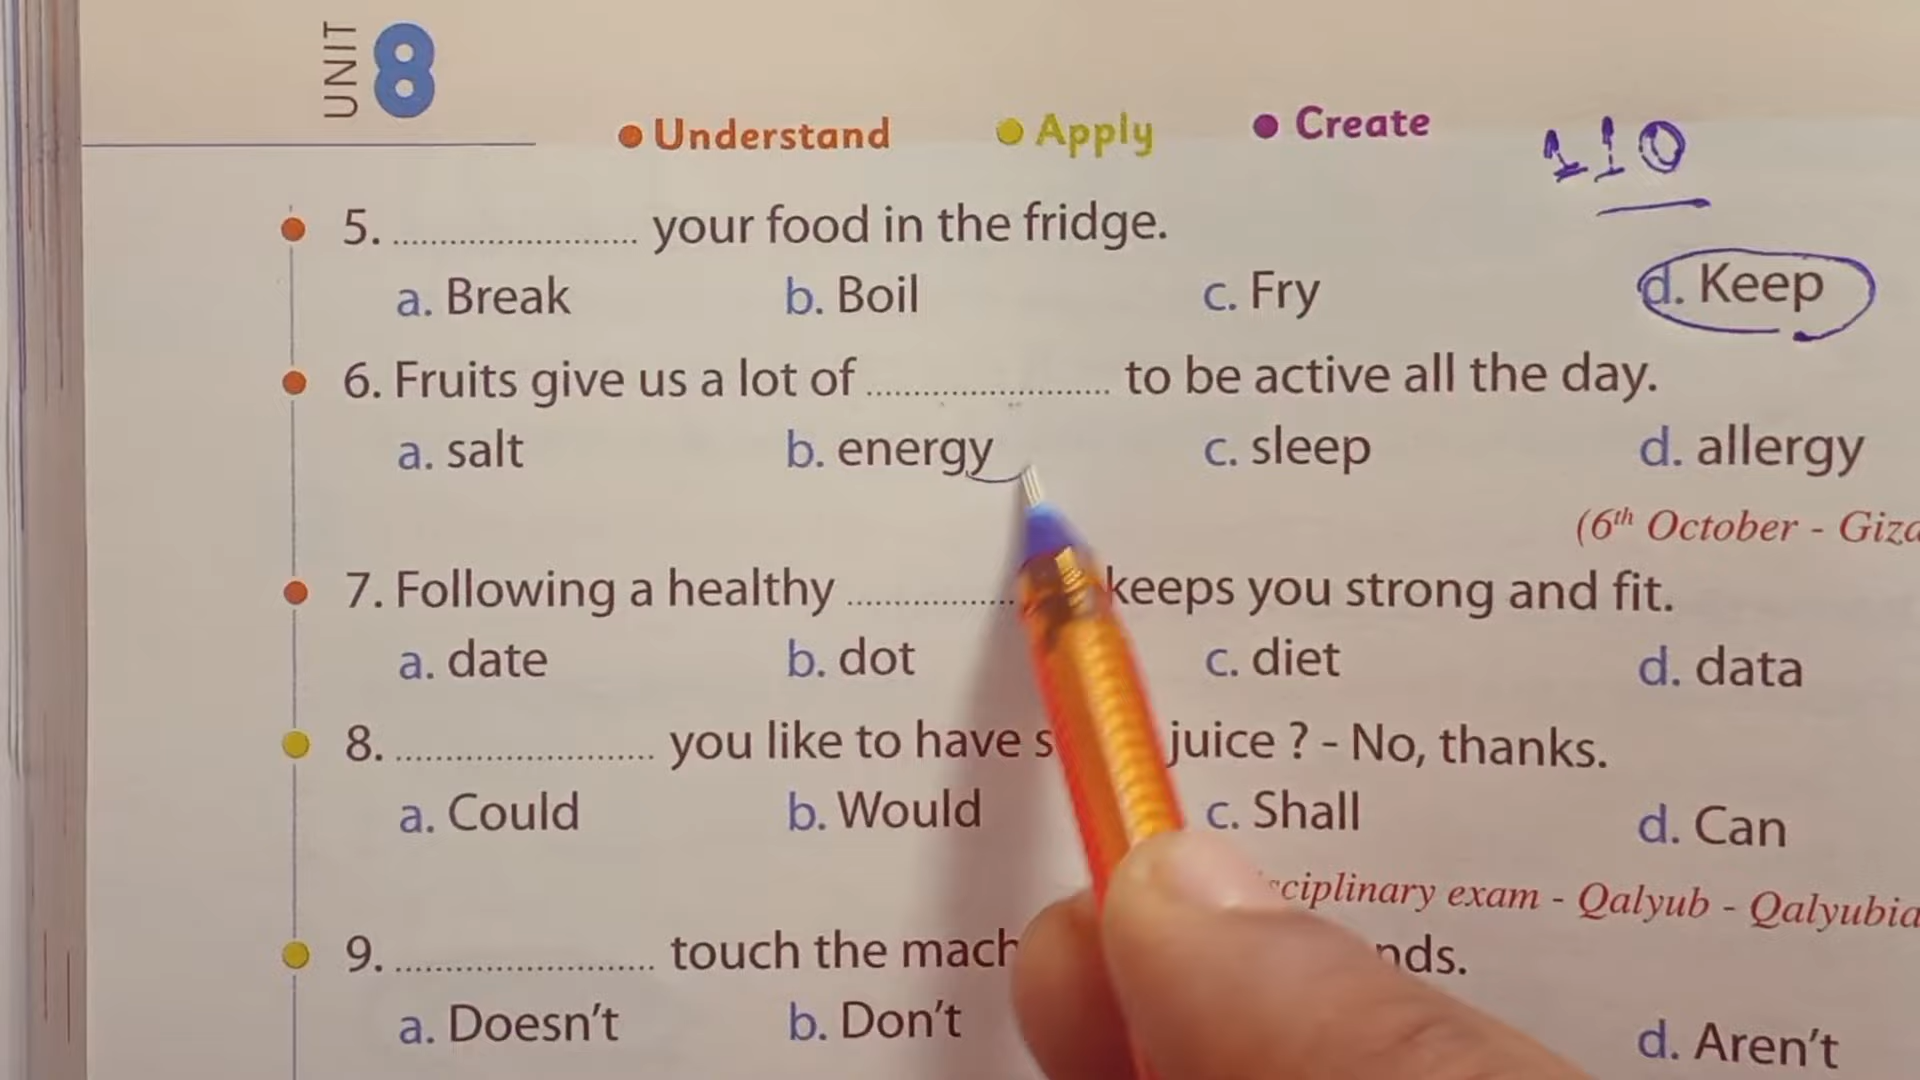 UNIT 8
Understand Apply Create
110
5. ........................ your food in the fridge.
a. Break b. Boil c. Fry d. Keep
6. Fruits give us a lot of ........................ to be active all the day.
a. salt b. energy c. sleep d. allergy
(6th October - Giza
7. Following a healthy ................. keeps you strong and fit.
a. date b. dot c. diet d. data
8. ........................ you like to have juice ? - No, thanks.
a. Could b. Would c. Shall d. Can
exam - Qalyub - Qalyubia
9. ........................ touch the
a. Doesn't b. Don't d. Aren't